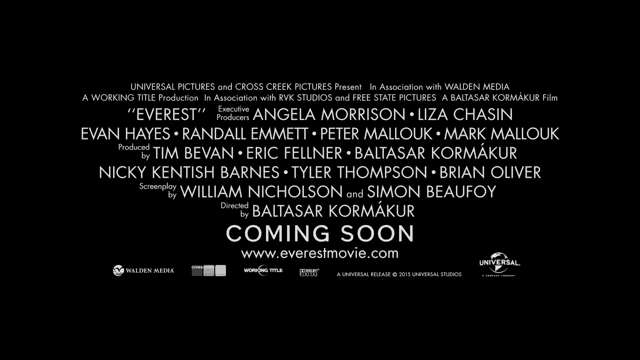 UNIVERSAL PICTURES and CROSS CREEK PICTURES Present In Association with WALDEN MEDIA
A WORKING TITLE Production In Association with RVK STUDIOS and FREE STATE PICTURES A BALTASAR KORMÁKUR Film
"EVEREST" Executive Producers ANGELA MORRISON • LIZA CHASIN
EVAN HAYES • RANDALL EMMETT • PETER MALLOUK • MARK MALLOUK
Produced by TIM BEVAN • ERIC FELLNER • BALTASAR KORMÁKUR
NICKY KENTISH BARNES • TYLER THOMPSON • BRIAN OLIVER
Screenplay by WILLIAM NICHOLSON and SIMON BEAUFOY
Directed by BALTASAR KORMÁKUR
COMING SOON
www.everestmovie.com
WALDEN MEDIA WORKING TITLE DOLBY A UNIVERSAL RELEASE © 2015 UNIVERSAL STUDIOS UNIVERSAL